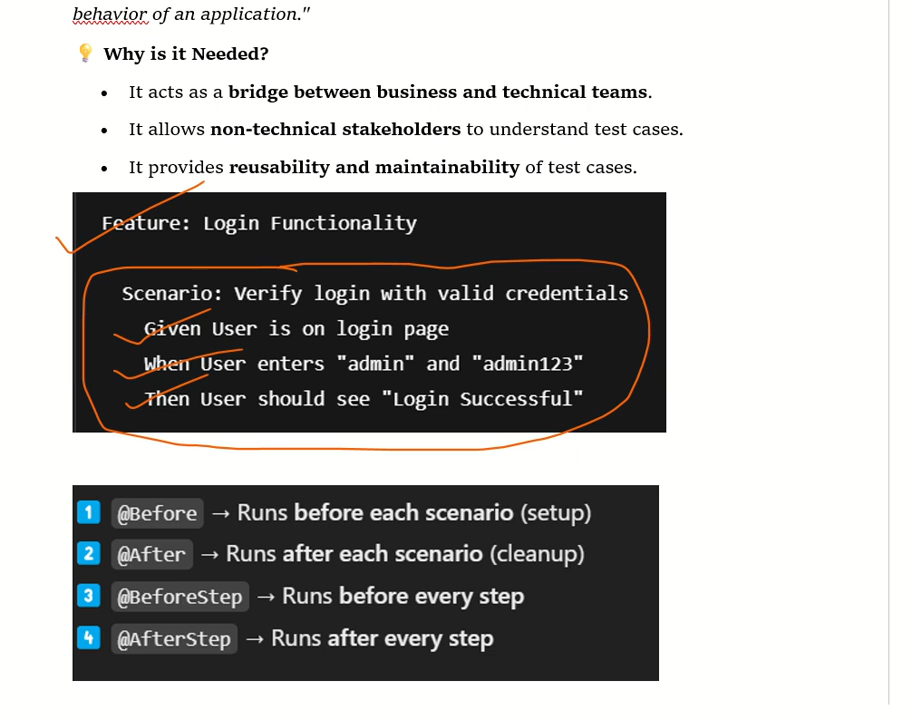 behavior of an application."
💡 Why is it Needed?
• It acts as a bridge between business and technical teams.
• It allows non-technical stakeholders to understand test cases.
• It provides reusability and maintainability of test cases.
Feature: Login Functionality
Scenario: Verify login with valid credentials
Given User is on login page
When User enters "admin" and "admin123"
Then User should see "Login Successful"
1 @Before → Runs before each scenario (setup)
2 @After → Runs after each scenario (cleanup)
3 @BeforeStep → Runs before every step
4 @AfterStep → Runs after every step